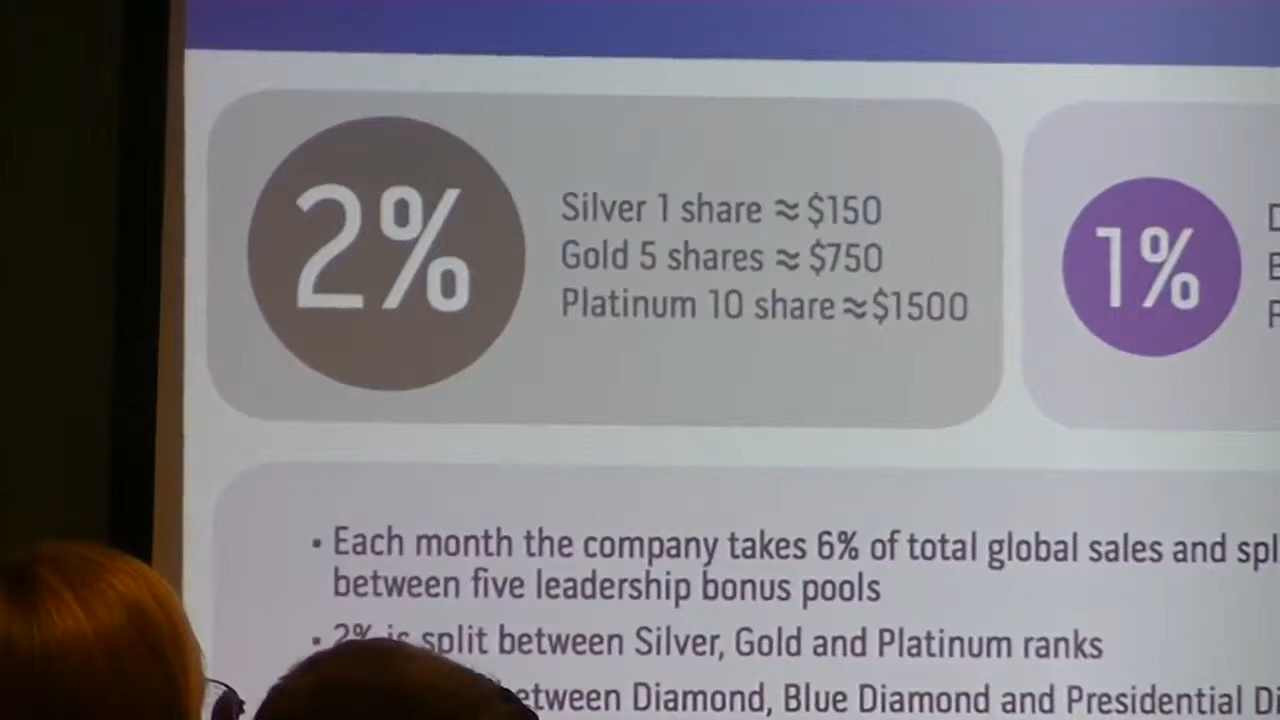 2%
Silver 1 share ≈ $150
Gold 5 shares ≈ $750
Platinum 10 share ≈ $1500
1%
• Each month the company takes 6% of total global sales and spl
between five leadership bonus pools
• 2% is split between Silver, Gold and Platinum ranks
etween Diamond, Blue Diamond and Presidential Di